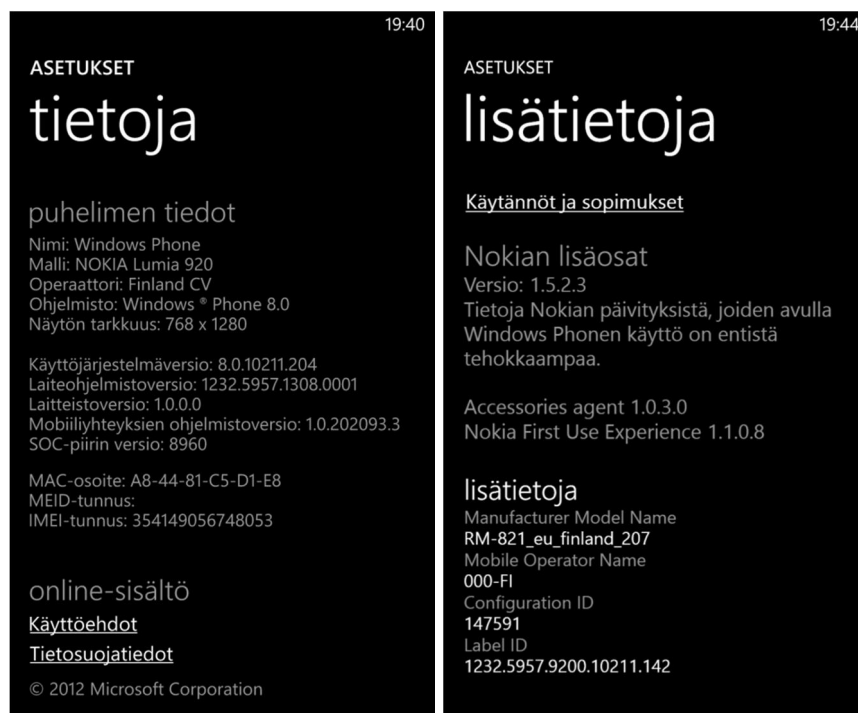 19:40
ASETUKSET
tietoja
puhelimen tiedot
Nimi: Windows Phone
Malli: NOKIA Lumia 920
Operaattori: Finland CV
Ohjelmisto: Windows ® Phone 8.0
Näytön tarkkuus: 768 x 1280
Käyttöjärjestelmäversio: 8.0.10211.204
Laiteohjelmistoversio: 1232.5957.1308.0001
Laitteistoversio: 1.0.0.0
Mobiiliyhteyksien ohjelmistoversio: 1.0.202093.3
SOC-piirin versio: 8960
MAC-osoite: A8-44-81-C5-D1-E8
MEID-tunnus:
IMEI-tunnus: 354149056748053
online-sisältö
Käyttöehdot
Tietosuojatiedot
© 2012 Microsoft Corporation
19:44
ASETUKSET
lisätietoja
Käytännöt ja sopimukset
Nokian lisäosat
Versio: 1.5.2.3
Tietoja Nokian päivityksistä, joiden avulla
Windows Phonen käyttö on entistä
tehokkaampaa.
Accessories agent 1.0.3.0
Nokia First Use Experience 1.1.0.8
lisätietoja
Manufacturer Model Name
RM-821_eu_finland_207
Mobile Operator Name
000-FI
Configuration ID
147591
Label ID
1232.5957.9200.10211.142